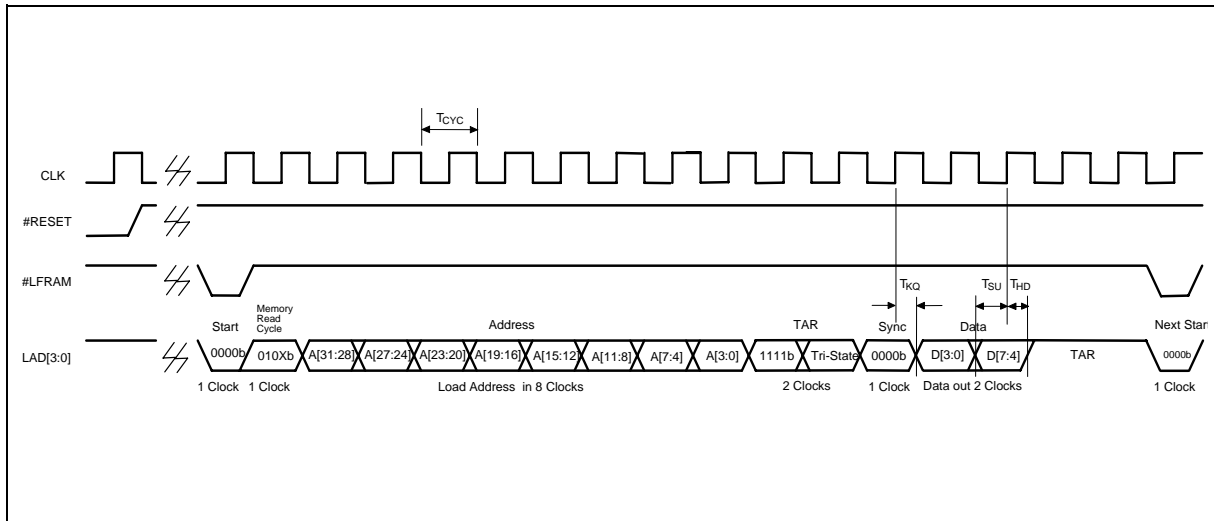 TCYC
CLK
#RESET
#LFRAM
TKQ TSU THD
Memory
Read
Cycle
Start Address TAR Sync Data Next Start
LAD[3:0] 0000b 010Xb A[31:28] A[27:24] A[23:20] A[19:16] A[15:12] A[11:8] A[7:4] A[3:0] 1111b Tri-State 0000b D[3:0] D[7:4] TAR 0000b
1 Clock 1 Clock Load Address in 8 Clocks 2 Clocks 1 Clock Data out 2 Clocks 1 Clock